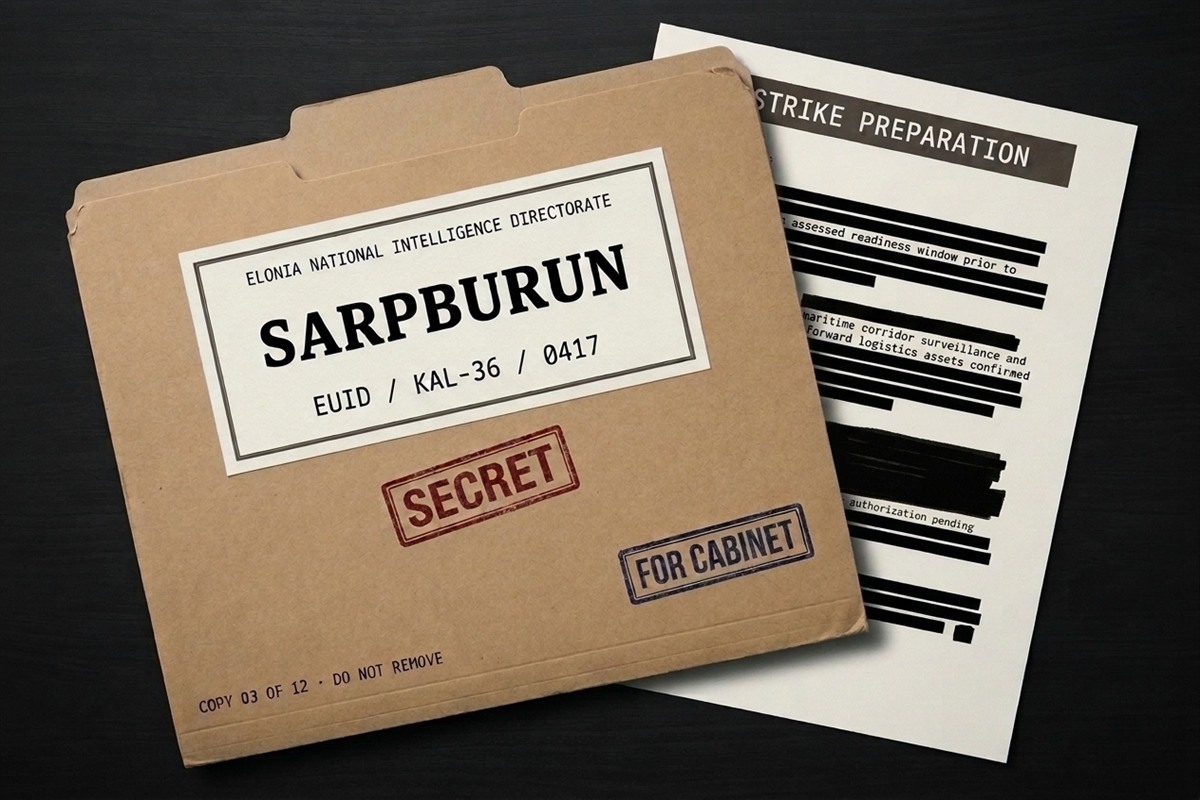 ELONIA NATIONAL INTELLIGENCE DIRECTORATE
SARPBURUN
EUID / KAL-36 / 0417
SECRET
FOR CABINET
COPY 03 OF 12 · DO NOT REMOVE
STRIKE PREPARATION
assessed readiness window prior to
maritime corridor surveillance and
forward logistics assets confirmed
authorization pending